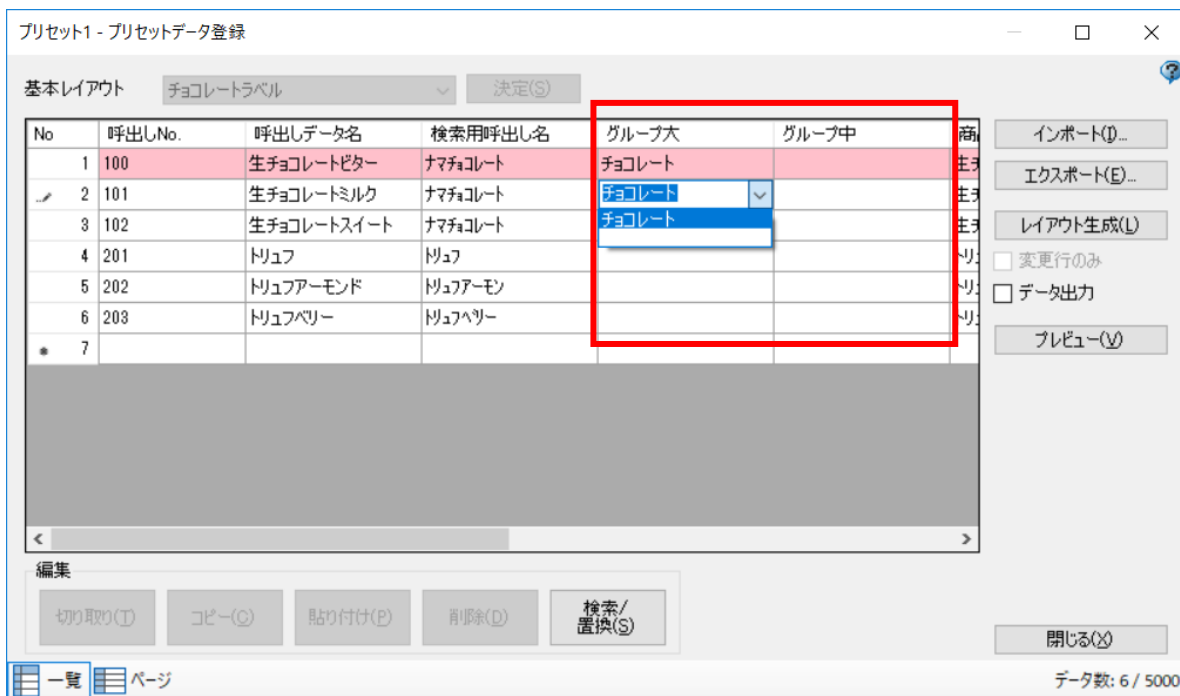 プリセット1 - プリセットデータ登録
基本レイアウト チョコレートラベル 決定(S)
No 呼出しNo. 呼出しデータ名 検索用呼出し名 グループ大 グループ中
1 100 生チョコレートビター ﾅﾏﾁｮｺﾚｰﾄ チョコレート
2 101 生チョコレートミルク ﾅﾏﾁｮｺﾚｰﾄ チョコレート
チョコレート
3 102 生チョコレートスイート ﾅﾏﾁｮｺﾚｰﾄ
4 201 トリュフ ﾄﾘｭﾌ
5 202 トリュフアーモンド ﾄﾘｭﾌｱｰﾓﾝ
6 203 トリュフベリー ﾄﾘｭﾌﾍﾞﾘｰ
7
インポート(I)...
エクスポート(E)...
レイアウト生成(L)
変更行のみ
データ出力
プレビュー(V)
編集
切り取り(T) コピー(C) 貼り付け(P) 削除(D) 検索/
置換(S)
閉じる(X)
一覧 ページ データ数: 6 / 5000